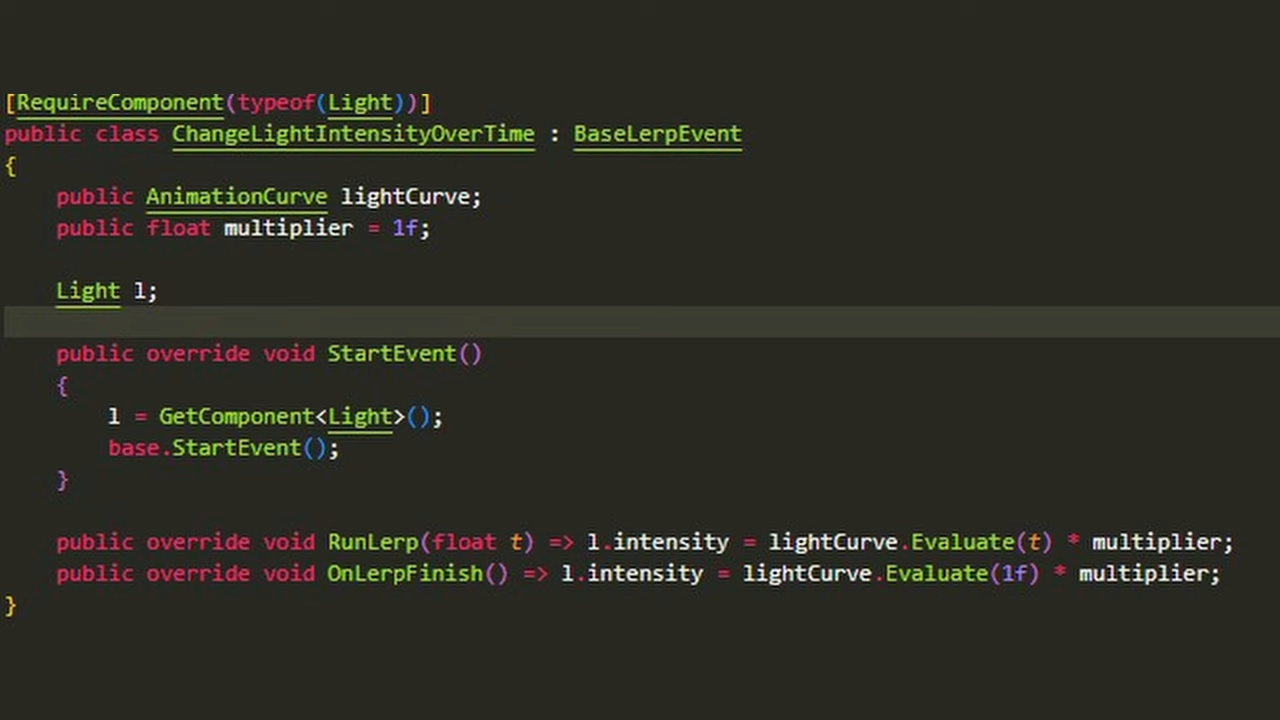 [RequireComponent(typeof(Light))]
public class ChangeLightIntensityOverTime : BaseLerpEvent
{
    public AnimationCurve lightCurve;
    public float multiplier = 1f;

    Light l;

    public override void StartEvent()
    {
        l = GetComponent<Light>();
        base.StartEvent();
    }

    public override void RunLerp(float t) => l.intensity = lightCurve.Evaluate(t) * multiplier;
    public override void OnLerpFinish() => l.intensity = lightCurve.Evaluate(1f) * multiplier;
}